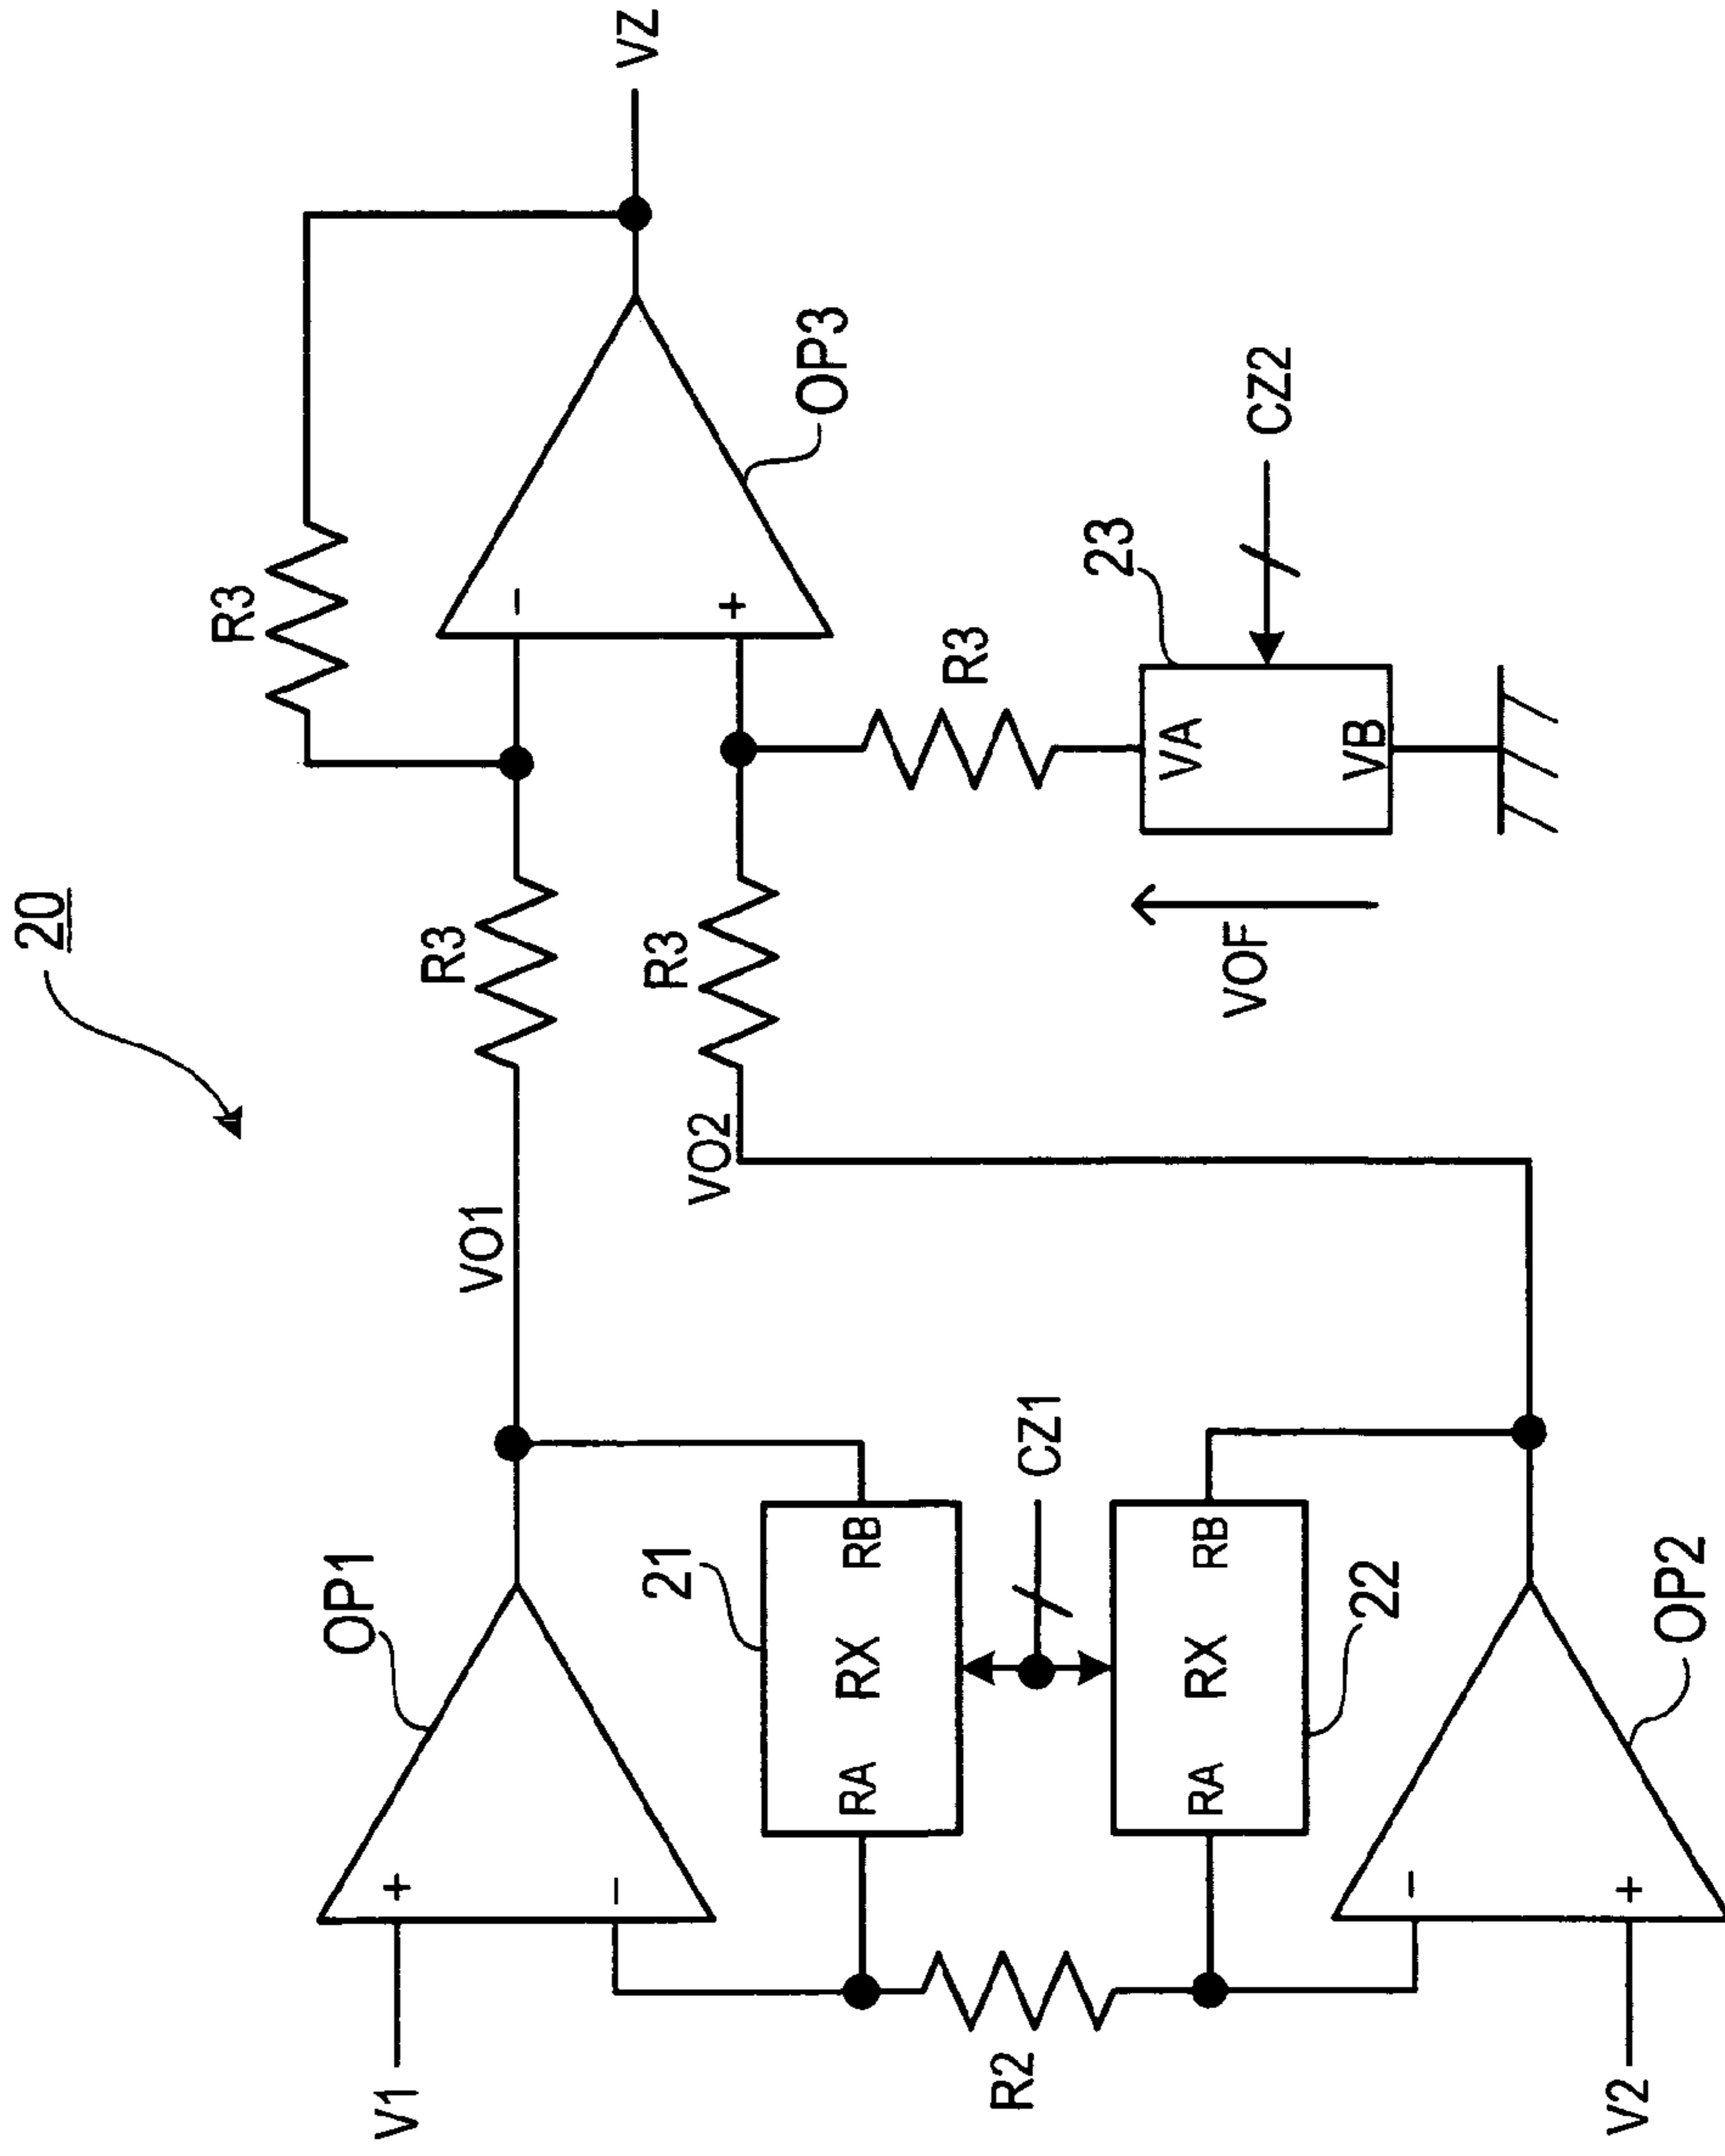 20
R3
VZ
OP1
VO1
R3
-
+
V1
+
-
21
RA RX RB
VO2
R3
+
OP3
R2
CZ1
R3
23
RA RX RB
22
VOF
VA
VB
CZ2
-
+
V2
OP2